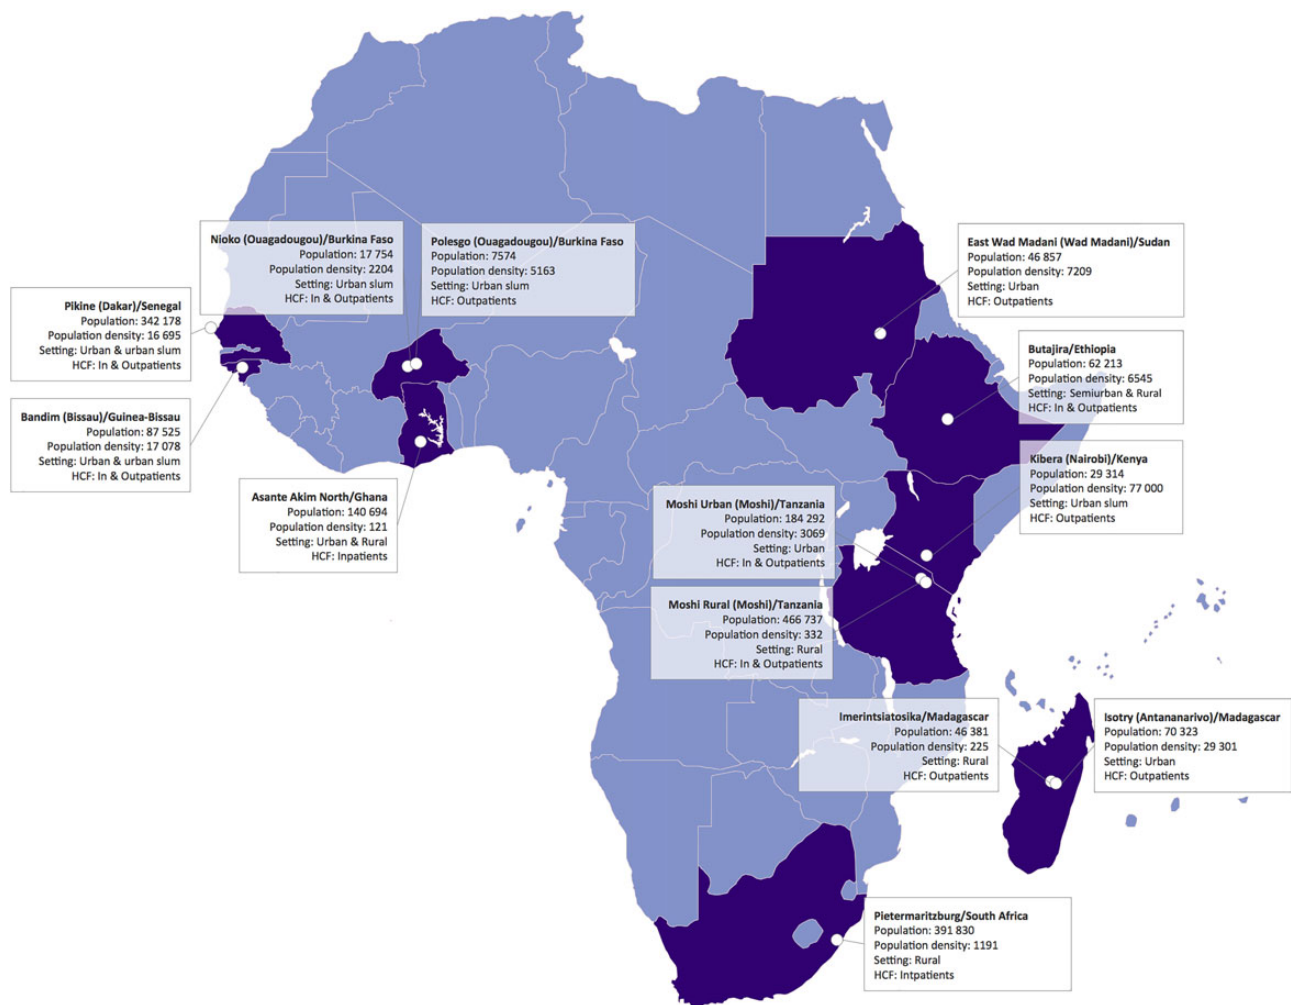 Nioko (Ouagadougou)/Burkina Faso
Population: 17 754
Population density: 2204
Setting: Urban slum
HCF: In & Outpatients
Polesgo (Ouagadougou)/Burkina Faso
Population: 7574
Population density: 5163
Setting: Urban slum
HCF: Outpatients
East Wad Madani (Wad Madani)/Sudan
Population: 46 857
Population density: 7209
Setting: Urban
HCF: Outpatients
Pikine (Dakar)/Senegal
Population: 342 178
Population density: 16 695
Setting: Urban & urban slum
HCF: In & Outpatients
Butajira/Ethiopia
Population: 62 213
Population density: 6545
Setting: Semiurban & Rural
HCF: In & Outpatients
Bandim (Bissau)/Guinea-Bissau
Population: 87 525
Population density: 17 078
Setting: Urban & urban slum
HCF: In & Outpatients
Kibera (Nairobi)/Kenya
Population: 29 314
Population density: 77 000
Setting: Urban slum
HCF: Outpatients
Asante Akim North/Ghana
Population: 140 694
Population density: 121
Setting: Urban & Rural
HCF: Inpatients
Moshi Urban (Moshi)/Tanzania
Population: 184 292
Population density: 3069
Setting: Urban
HCF: In & Outpatients
Moshi Rural (Moshi)/Tanzania
Population: 466 737
Population density: 332
Setting: Rural
HCF: In & Outpatients
Imerintsiatosika/Madagascar
Population: 46 381
Population density: 225
Setting: Rural
HCF: Outpatients
Isotry (Antananarivo)/Madagascar
Population: 70 323
Population density: 29 301
Setting: Urban
HCF: Outpatients
Pietermaritzburg/South Africa
Population: 391 830
Population density: 1191
Setting: Rural
HCF: Intpatients